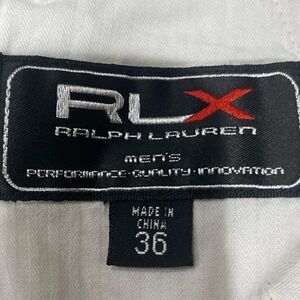 RLX
RALPH LAUREN
MEN'S
PERFORMANCE·QUALITY·INNOVATION
MADE IN
CHINA
36